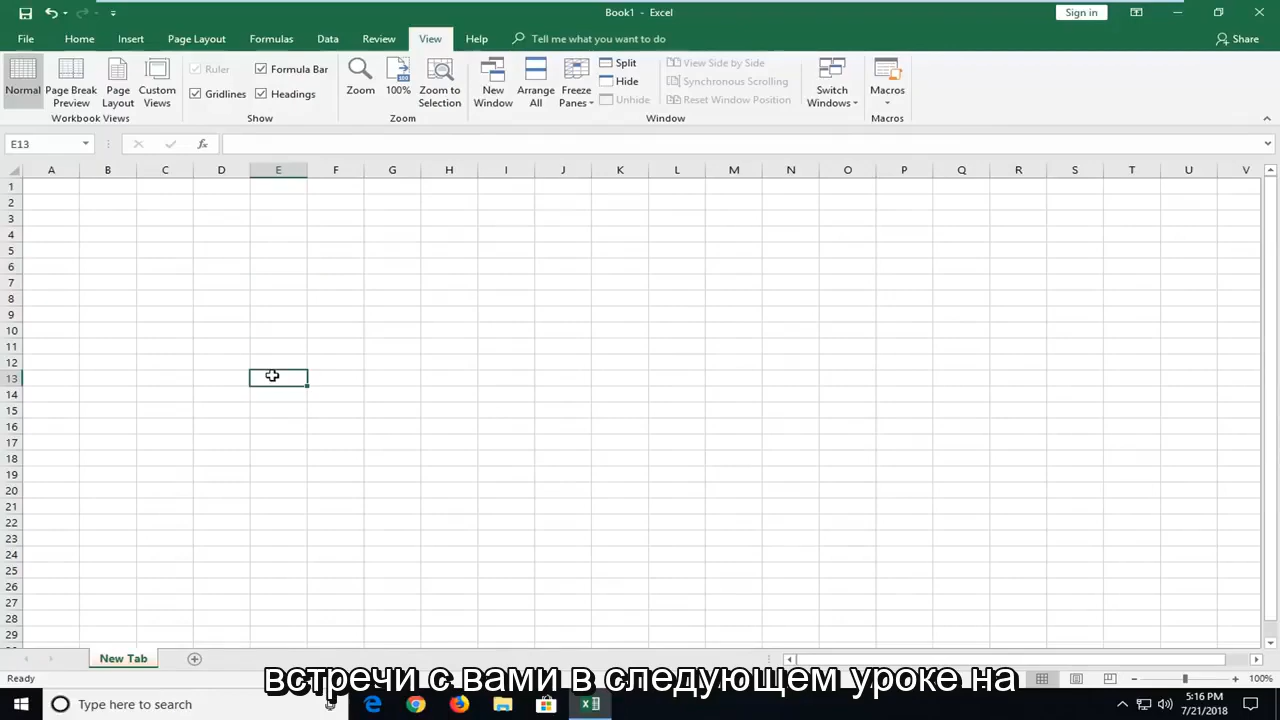 Book1 - Excel
Sign in
File Home Insert Page Layout Formulas Data Review View Help Tell me what you want to do Share
Normal
Page Break Preview
Page Layout
Custom Views
Workbook Views
Ruler
Formula Bar
Gridlines
Headings
Show
Zoom
100%
Zoom to Selection
Zoom
New Window
Arrange All
Freeze Panes
Split
Hide
Unhide
View Side by Side
Synchronous Scrolling
Reset Window Position
Window
Switch Windows
Macros
Macros
E13
fx
A B C D E F G H I J K L M N O P Q R S T U V
1
2
3
4
5
6
7
8
9
10
11
12
13
14
15
16
17
18
19
20
21
22
23
24
25
26
27
28
29
New Tab
встречи с вами в следующем уроке на
Ready
100%
Type here to search
5:16 PM
7/21/2018